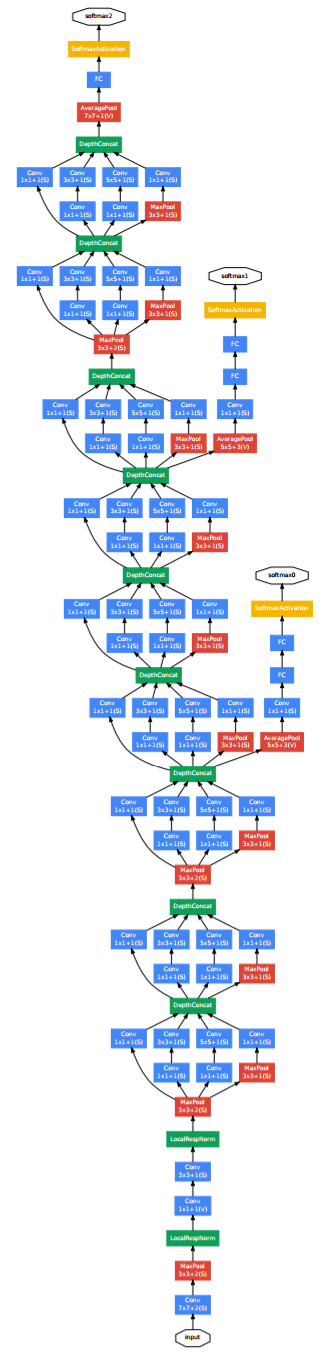 softmax2
SoftmaxActivation
FC
AveragePool
7x7+1(V)
DepthConcat
Conv Conv Conv Conv
1x1+1(S) 3x3+1(S) 5x5+1(S) 1x1+1(S)
Conv Conv MaxPool
1x1+1(S) 1x1+1(S) 3x3+1(S)
DepthConcat
Conv Conv Conv Conv
1x1+1(S) 3x3+1(S) 5x5+1(S) 1x1+1(S)
softmax1
Conv Conv MaxPool
1x1+1(S) 1x1+1(S) 3x3+1(S)
SoftmaxActivation
MaxPool
3x3+2(S)
FC
DepthConcat
FC
Conv Conv Conv Conv Conv
1x1+1(S) 3x3+1(S) 5x5+1(S) 1x1+1(S) 1x1+1(S)
Conv Conv MaxPool AveragePool
1x1+1(S) 1x1+1(S) 3x3+1(S) 5x5+3(V)
DepthConcat
Conv Conv Conv Conv
1x1+1(S) 3x3+1(S) 5x5+1(S) 1x1+1(S)
Conv Conv MaxPool
1x1+1(S) 1x1+1(S) 3x3+1(S)
DepthConcat
softmax0
Conv Conv Conv Conv
1x1+1(S) 3x3+1(S) 5x5+1(S) 1x1+1(S)
SoftmaxActivation
Conv Conv MaxPool
1x1+1(S) 1x1+1(S) 3x3+1(S)
FC
DepthConcat
FC
Conv Conv Conv Conv Conv
1x1+1(S) 3x3+1(S) 5x5+1(S) 1x1+1(S) 1x1+1(S)
Conv Conv MaxPool AveragePool
1x1+1(S) 1x1+1(S) 3x3+1(S) 5x5+3(V)
DepthConcat
Conv Conv Conv Conv
1x1+1(S) 3x3+1(S) 5x5+1(S) 1x1+1(S)
Conv Conv MaxPool
1x1+1(S) 1x1+1(S) 3x3+1(S)
MaxPool
3x3+2(S)
DepthConcat
Conv Conv Conv Conv
1x1+1(S) 3x3+1(S) 5x5+1(S) 1x1+1(S)
Conv Conv MaxPool
1x1+1(S) 1x1+1(S) 3x3+1(S)
DepthConcat
Conv Conv Conv Conv
1x1+1(S) 3x3+1(S) 5x5+1(S) 1x1+1(S)
Conv Conv MaxPool
1x1+1(S) 1x1+1(S) 3x3+1(S)
MaxPool
3x3+2(S)
LocalRespNorm
Conv
3x3+1(S)
Conv
1x1+1(V)
LocalRespNorm
MaxPool
3x3+2(S)
Conv
7x7+2(S)
input